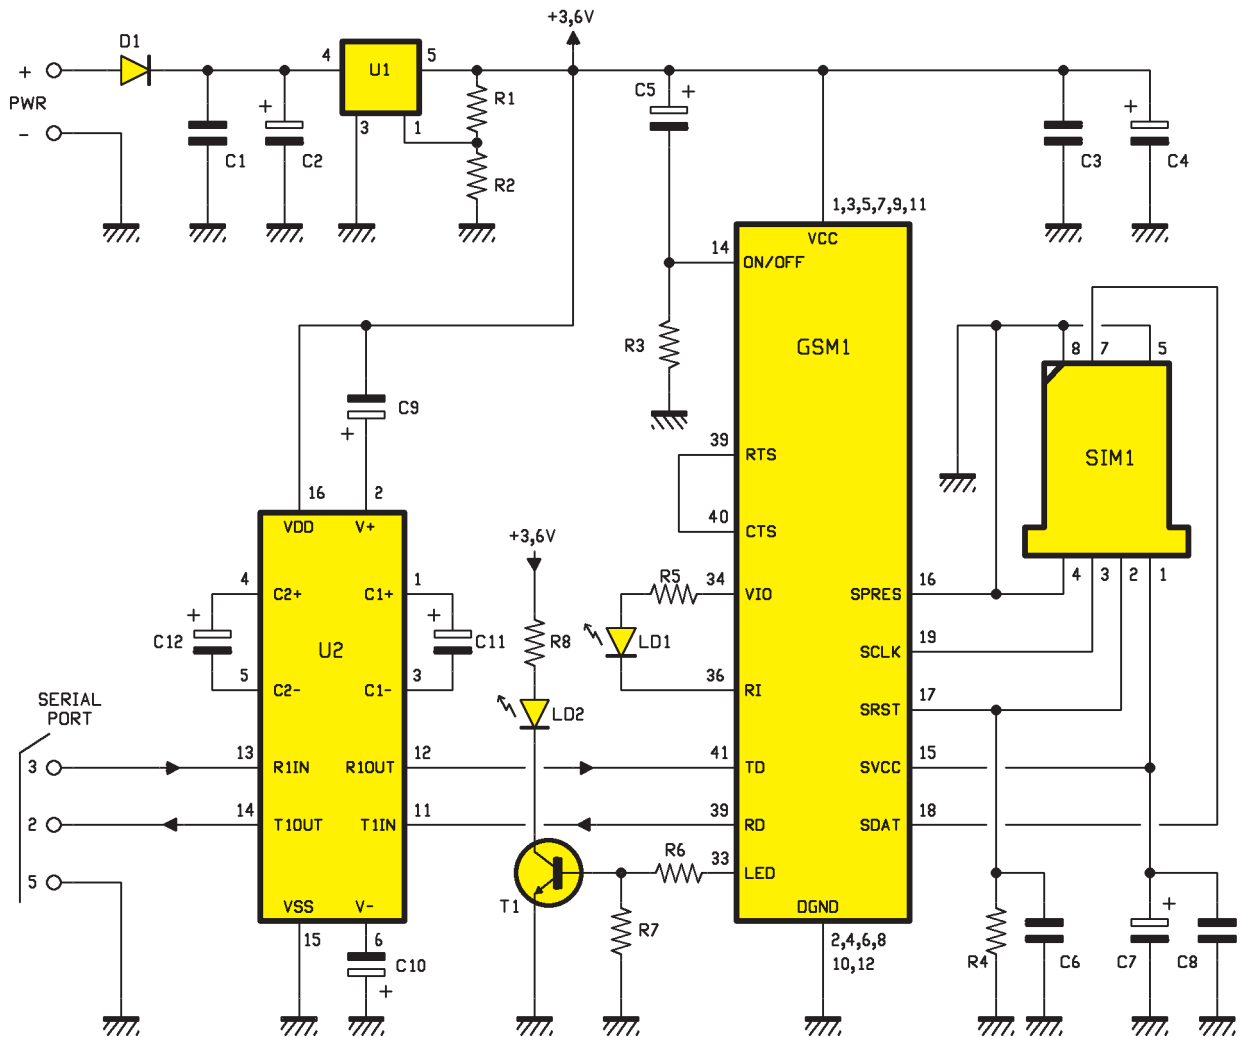 +3,6V
D1
4
U1
5
+
PWR
-
3
1
R1
R2
+
C1
C2
C5
+
C3
+
C4
1,3,5,7,9,11
VCC
14
ON/OFF
R3
GSM1
8
7
5
SIM1
4
3
2
1
C9
+
16
2
VDD
V+
39
RTS
40
CTS
+3,6V
4
C2+
C1+
1
+
C12
U2
+
C11
5
C2-
C1-
3
R8
LD2
R5
34
VIO
LD1
36
RI
SPRES
16
SCLK
19
SRST
17
SERIAL
PORT
3
13
R1IN
R1OUT
12
41
TD
SVCC
15
2
14
T1OUT
T1IN
11
39
RD
SDAT
18
5
R6
33
LED
T1
R7
VSS
V-
15
6
C10
+
DGND
2,4,6,8
10,12
R4
C6
+
C7
C8